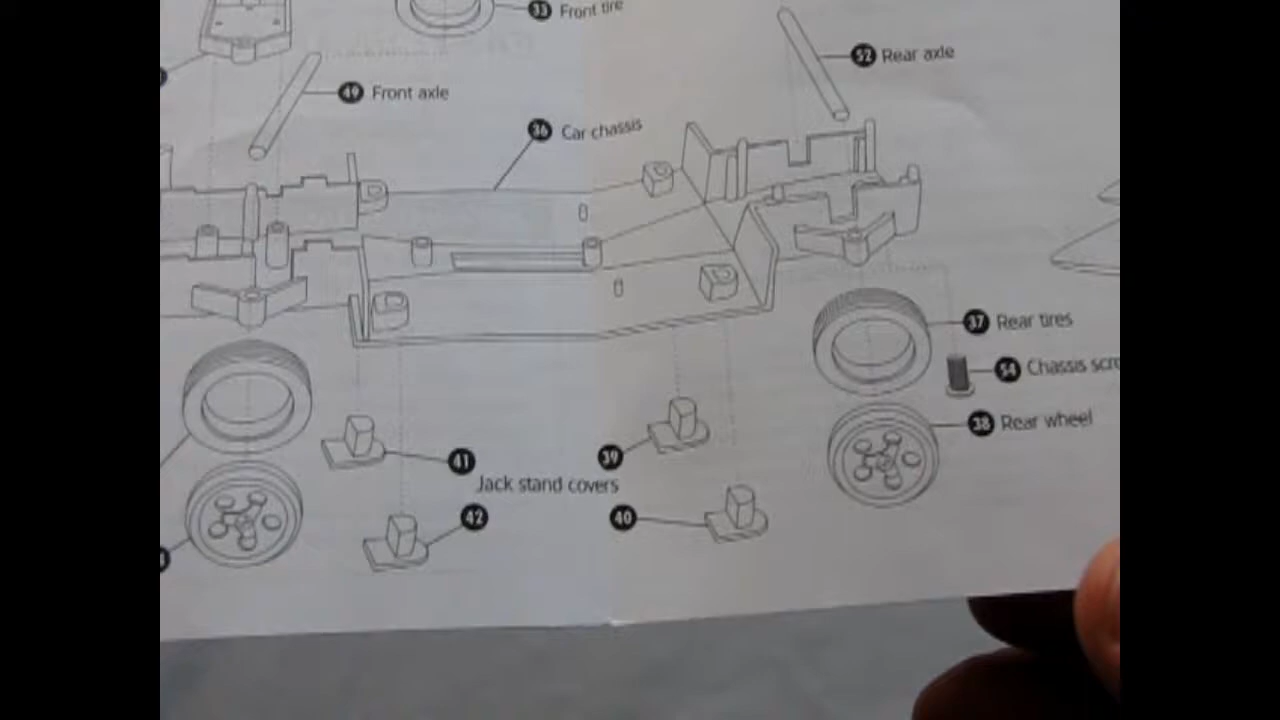 33 Front tire
52 Rear axle
49 Front axle
36 Car chassis
37 Rear tires
54 Chassis scre
38 Rear wheel
41
39
Jack stand covers
42
40